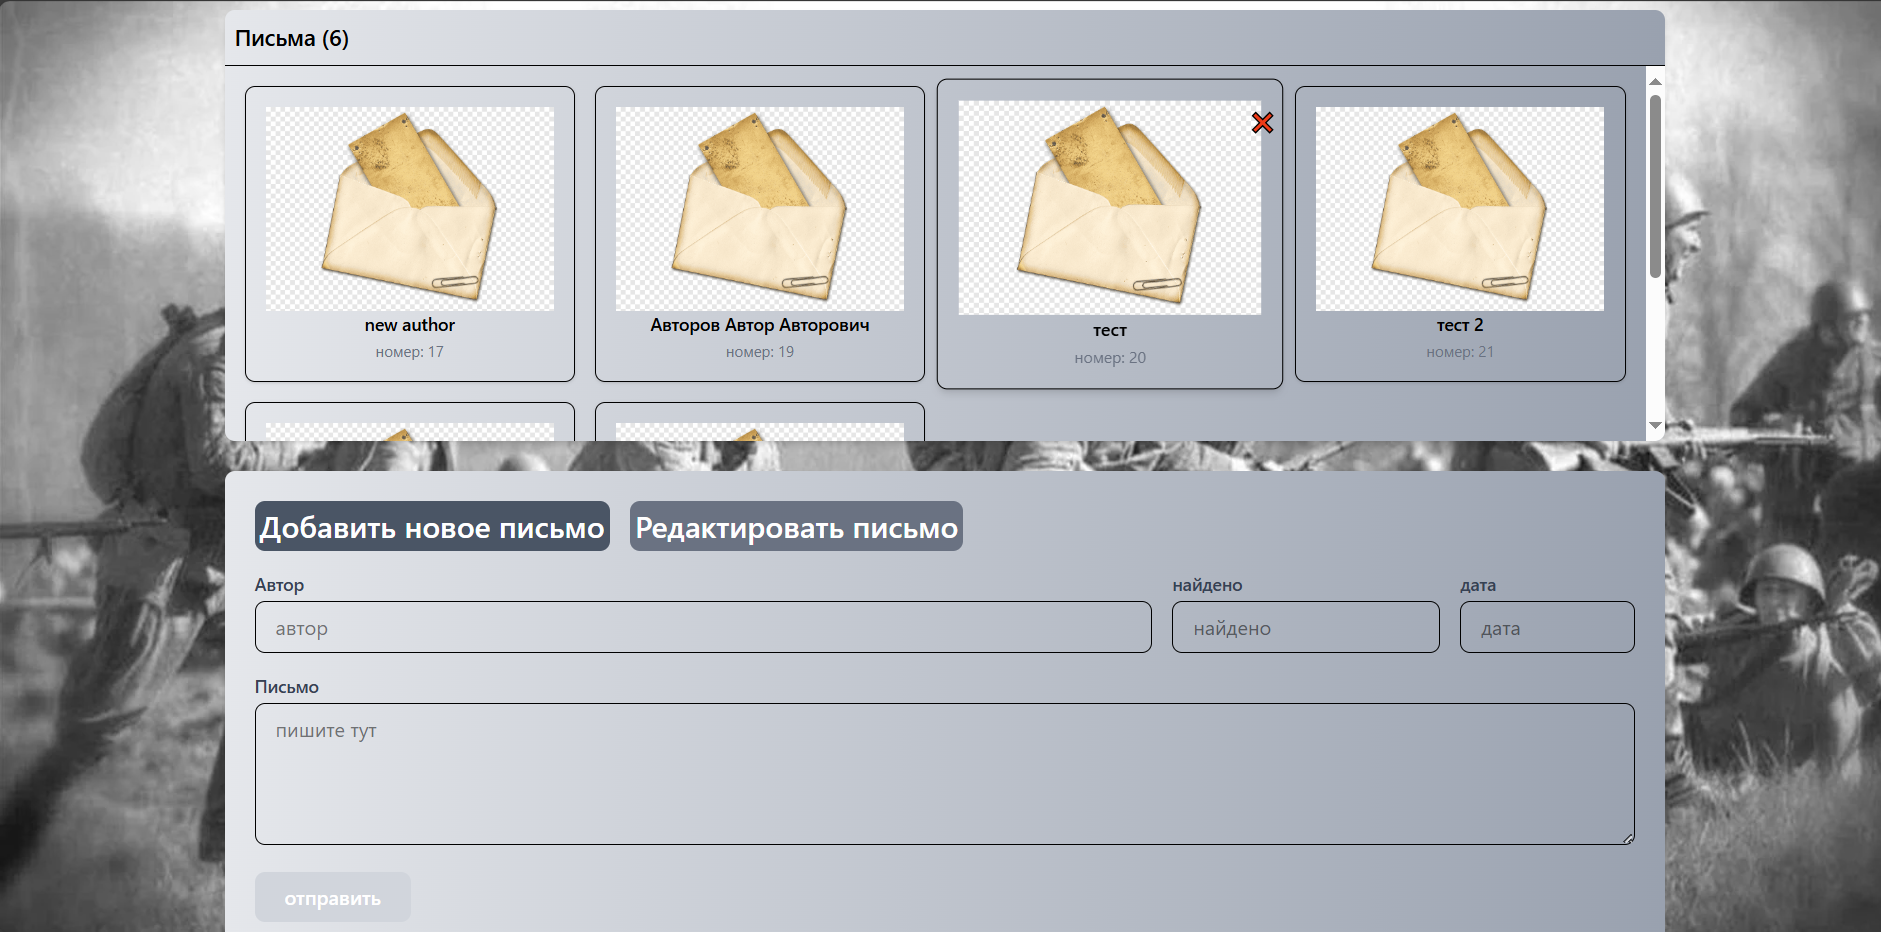 Письма (6)
new author
номер: 17
Авторов Автор Авторович
номер: 19
тест
номер: 20
тест 2
номер: 21
Добавить новое письмо
Редактировать письмо
Автор
найдено
дата
автор
найдено
дата
Письмо
пишите тут
отправить